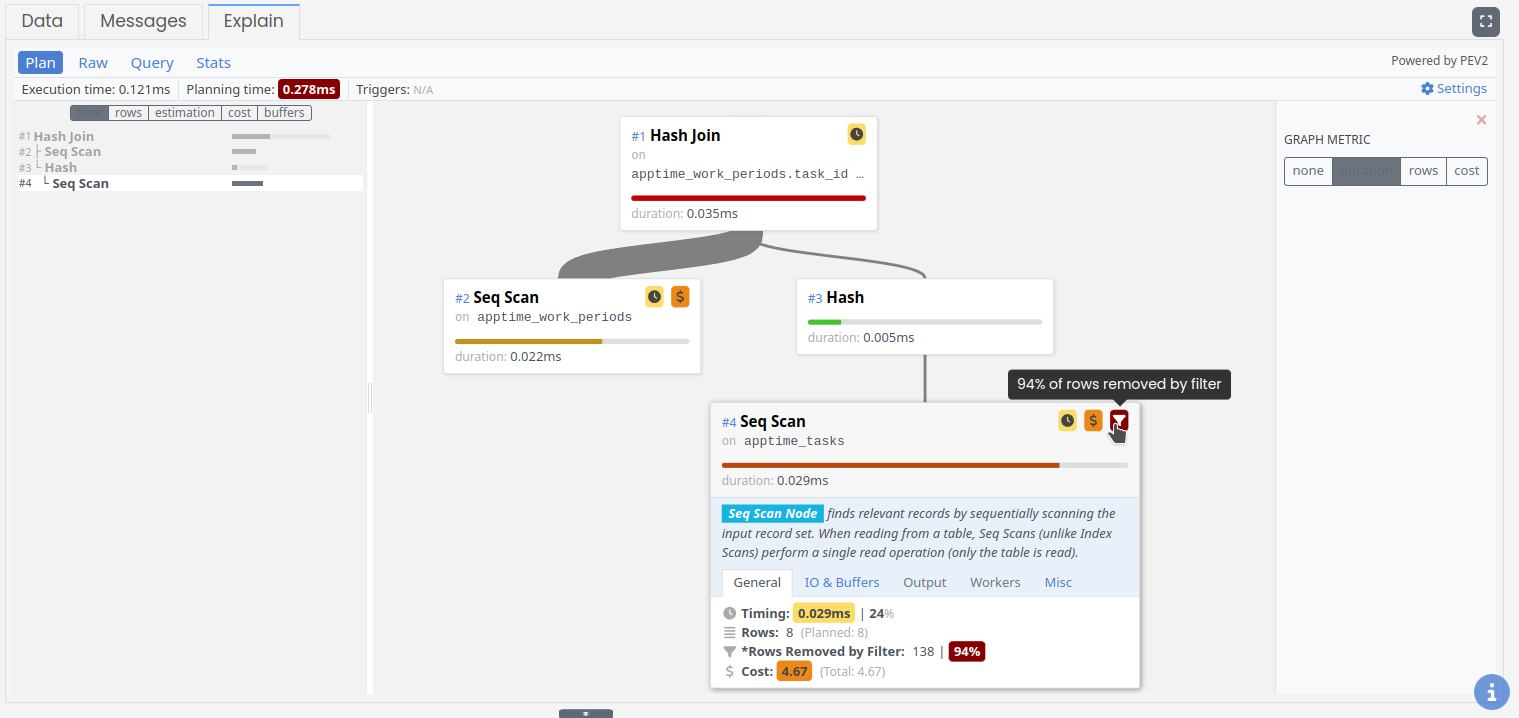 Data Messages Explain
Plan Raw Query Stats
Powered by PEV2
Execution time: 0.121ms Planning time: 0.278ms Triggers: N/A
Settings
time rows estimation cost buffers
#1 Hash Join
#2 Seq Scan
#3 Hash
#4 Seq Scan
#1 Hash Join
on
apptime_work_periods.task_id …
duration: 0.035ms
#2 Seq Scan $
on apptime_work_periods
duration: 0.022ms
#3 Hash
duration: 0.005ms
94% of rows removed by filter
#4 Seq Scan $
on apptime_tasks
duration: 0.029ms
Seq Scan Node finds relevant records by sequentially scanning the
input record set. When reading from a table, Seq Scans (unlike Index
Scans) perform a single read operation (only the table is read).
General IO & Buffers Output Workers Misc
Timing: 0.029ms | 24%
Rows: 8 (Planned: 8)
*Rows Removed by Filter: 138 | 94%
$ Cost: 4.67 (Total: 4.67)
×
GRAPH METRIC
none duration rows cost
i